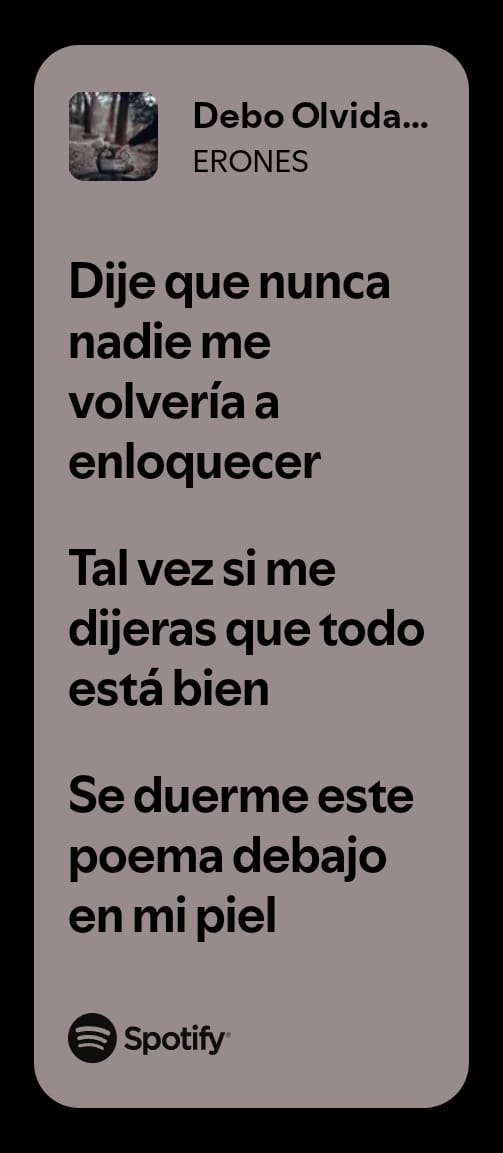 Debo Olvida...
ERONES
Dije que nunca
nadie me
volvería a
enloquecer
Tal vez si me
dijeras que todo
está bien
Se duerme este
poema debajo
en mi piel
Spotify®